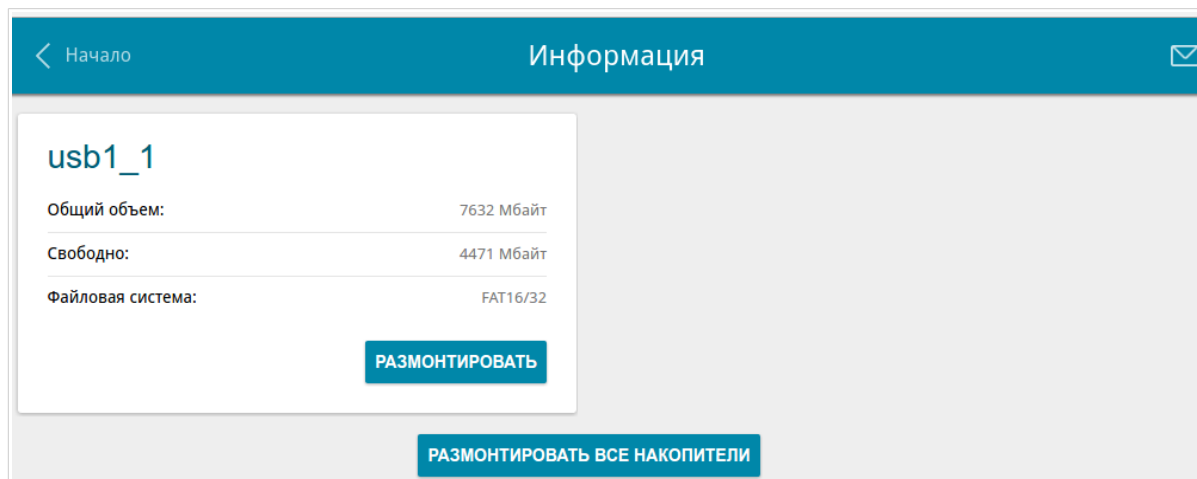 Начало
Информация
usb1_1
Общий объем: 7632 Мбайт
Свободно: 4471 Мбайт
Файловая система: FAT16/32
РАЗМОНТИРОВАТЬ
РАЗМОНТИРОВАТЬ ВСЕ НАКОПИТЕЛИ